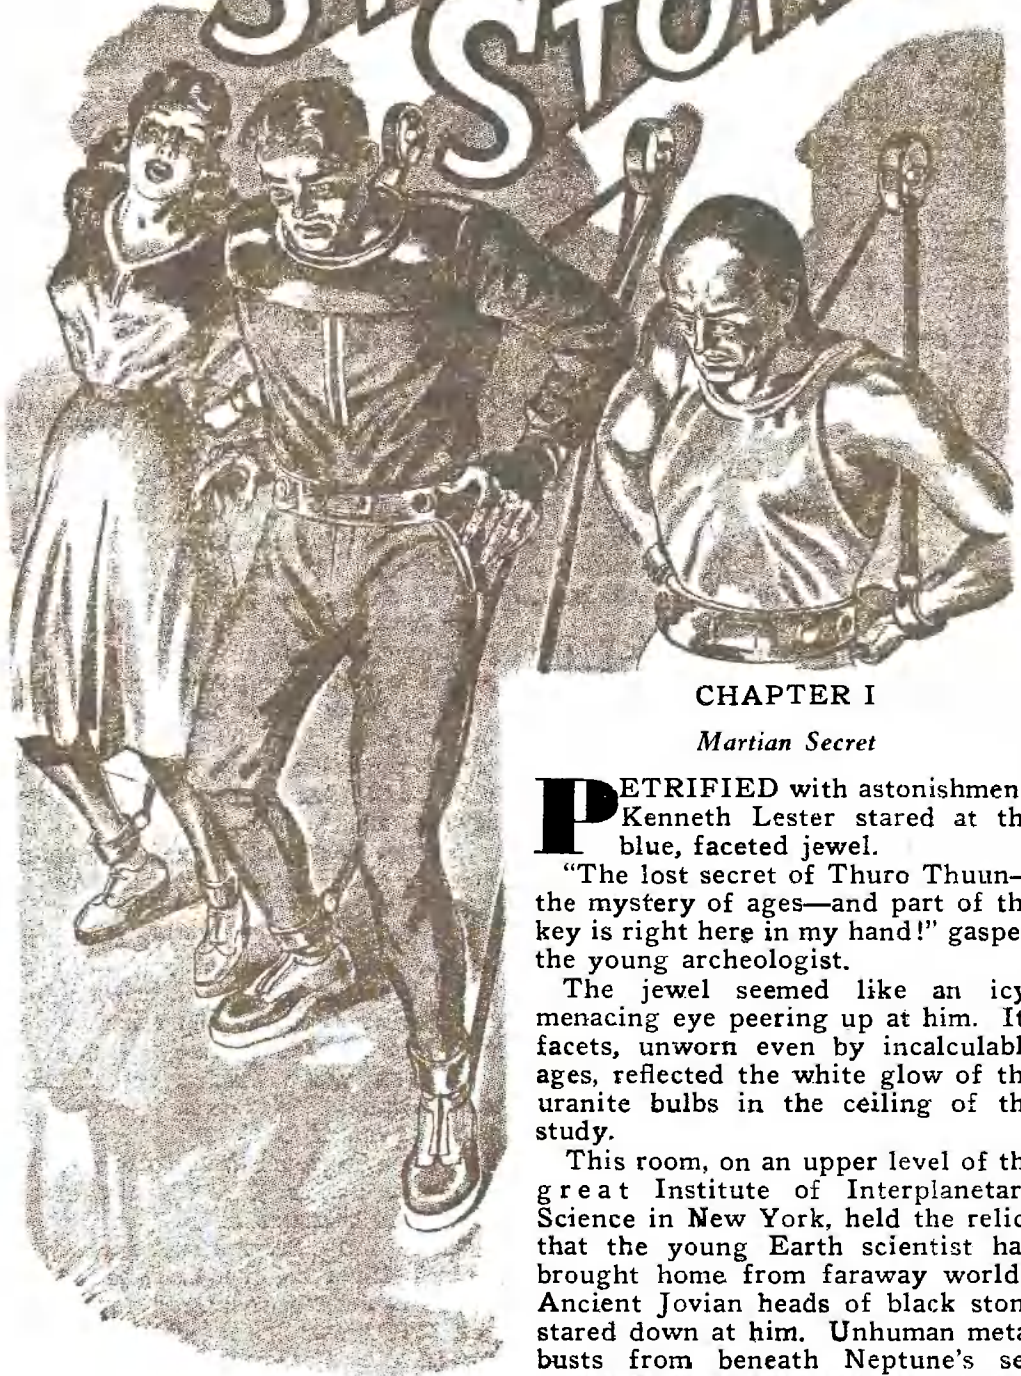 CHAPTER I
Martian Secret
PETRIFIED with astonishmen
Kenneth Lester stared at th
blue, faceted jewel.
“The lost secret of Thuro Thuun—
the mystery of ages—and part of th
key is right here in my hand!” gaspe
the young archeologist.
The jewel seemed like an icy
menacing eye peering up at him. It
facets, unworn even by incalculabl
ages, reflected the white glow of th
uranite bulbs in the ceiling of th
study.
This room, on an upper level of th
great Institute of Interplanetar
Science in New York, held the relic
that the young Earth scientist ha
brought home from faraway world
Ancient Jovian heads of black ston
stared down at him. Unhuman meta
busts from beneath Neptune's se